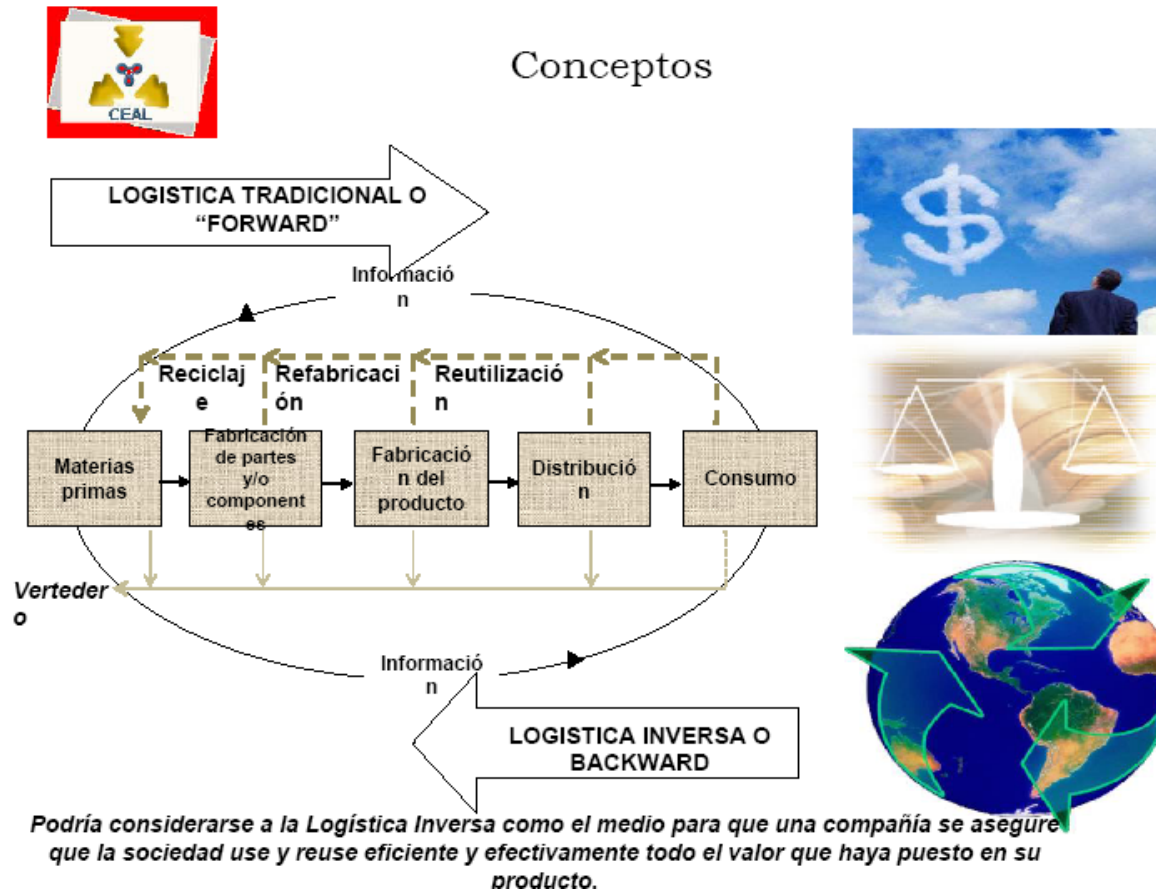 CEAL
Conceptos
LOGISTICA TRADICIONAL O
“FORWARD”
Informació
n
Reciclaj
e
Refabricaci
ón
Reutilizació
n
Materias
primas
Fabricación
de partes
y/o
component
es
Fabricació
n del
producto
Distribució
n
Consumo
Verteder
o
Informació
n
LOGISTICA INVERSA O
BACKWARD
Podría considerarse a la Logística Inversa como el medio para que una compañía se asegure
que la sociedad use y reuse eficiente y efectivamente todo el valor que haya puesto en su
producto.
$